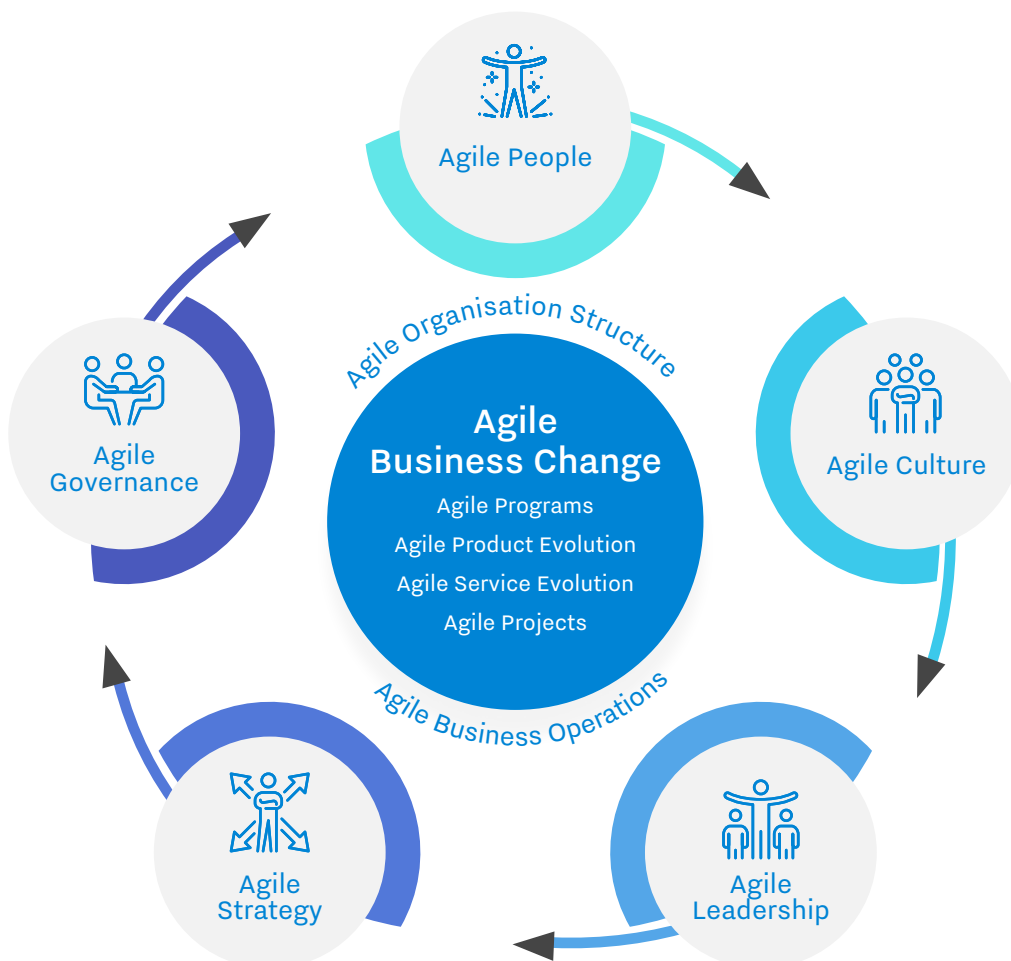 Agile People
Agile Organisation Structure
Agile
Business Change
Agile Programs
Agile Product Evolution
Agile Service Evolution
Agile Projects
Agile Business Operations
Agile Culture
Agile
Leadership
Agile
Strategy
Agile
Governance